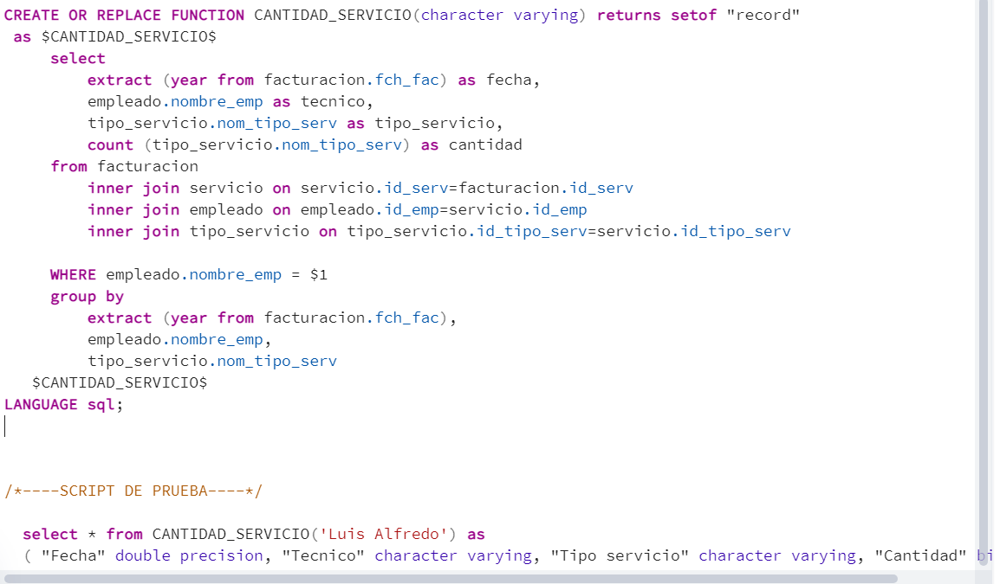 CREATE OR REPLACE FUNCTION CANTIDAD_SERVICIO(character varying) returns setof "record"
as $CANTIDAD_SERVICIO$
select
extract (year from facturacion.fch_fac) as fecha,
empleado.nombre_emp as tecnico,
tipo_servicio.nom_tipo_serv as tipo_servicio,
count (tipo_servicio.nom_tipo_serv) as cantidad
from facturacion
inner join servicio on servicio.id_serv=facturacion.id_serv
inner join empleado on empleado.id_emp=servicio.id_emp
inner join tipo_servicio on tipo_servicio.id_tipo_serv=servicio.id_tipo_serv
WHERE empleado.nombre_emp = $1
group by
extract (year from facturacion.fch_fac),
empleado.nombre_emp,
tipo_servicio.nom_tipo_serv
$CANTIDAD_SERVICIO$
LANGUAGE sql;
/*----SCRIPT DE PRUEBA----*/
select * from CANTIDAD_SERVICIO('Luis Alfredo') as
( "Fecha" double precision, "Tecnico" character varying, "Tipo servicio" character varying, "Cantidad" bi